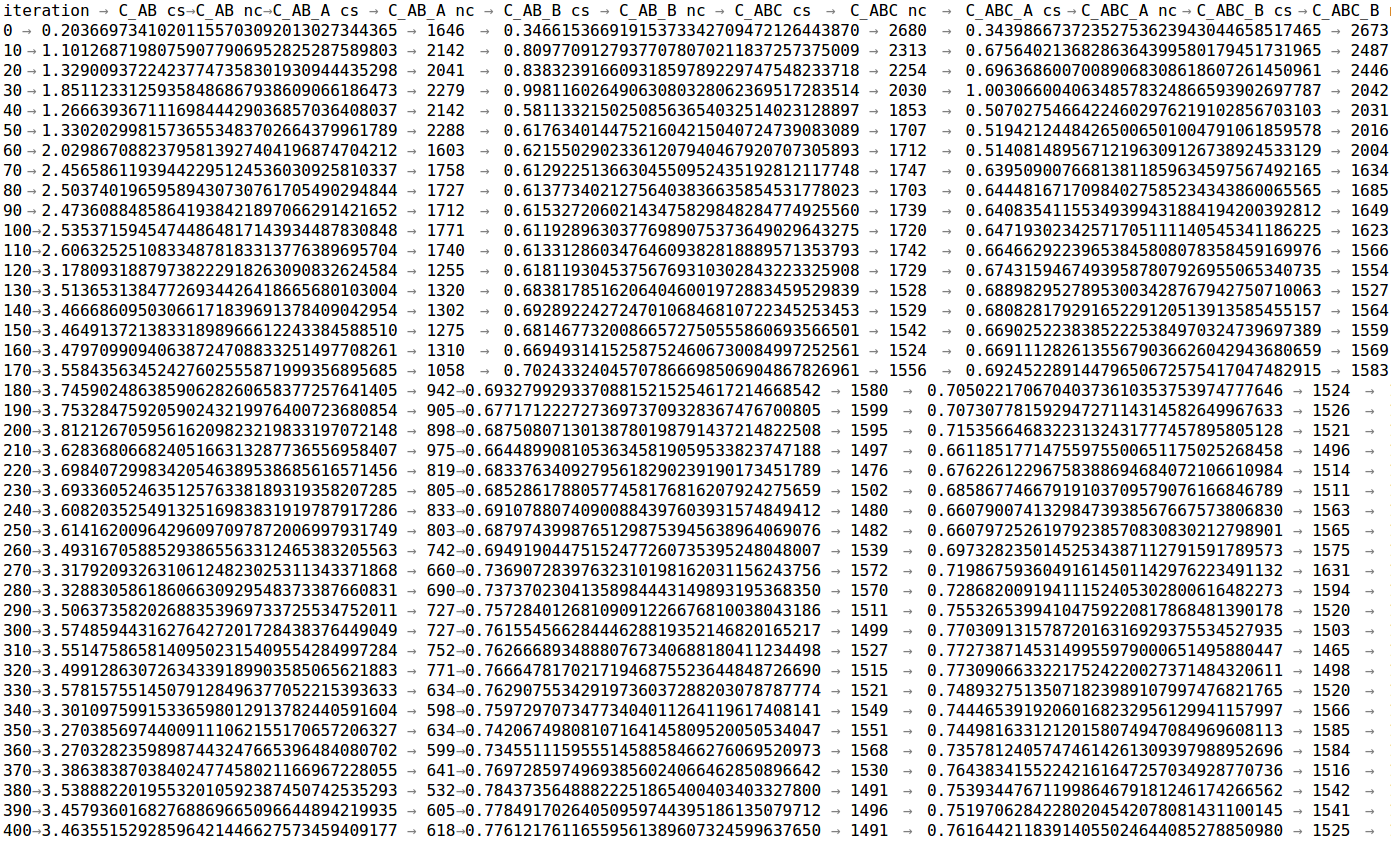 iteration → C_AB cs→C_AB nc→C_AB_A cs → C_AB_A nc → C_AB_B cs → C_AB_B nc → C_ABC cs → C_ABC nc → C_ABC_A cs→C_ABC_A nc→C_ABC_B cs→C_ABC_B
0 → 0.20366973410201155703092013027344365 → 1646 → 0.34661536691915373342709472126443870 → 2680 → 0.34398667372352753623943044658517465 → 2673
10 → 1.10126871980759077906952825287589803 → 2142 → 0.80977091279377078070211837257375009 → 2313 → 0.67564021368286364399580179451731965 → 2487
20 → 1.32900937224237747358301930944435298 → 2041 → 0.83832391660931859789229747548233718 → 2254 → 0.69636860070089068308618607261450961 → 2446
30 → 1.85112331259358486867938609066186473 → 2279 → 0.99811602649063080328062369517283514 → 2030 → 1.00306600406348578324866593902697787 → 2042
40 → 1.26663936711169844429036857036408037 → 2142 → 0.58113321502508563654032514023128897 → 1853 → 0.50702754664224602976219102856703103 → 2031
50 → 1.33020299815736553483702664379961789 → 2288 → 0.61763401447521604215040724739083089 → 1707 → 0.51942124484265006501004791061859578 → 2016
60 → 2.02986708823795813927404196874704212 → 1603 → 0.62155029023361207940467920707305893 → 1712 → 0.51408148956712196309126738924533129 → 2004
70 → 2.45658611939442295124536030925810337 → 1758 → 0.61292251366304550952435192812117748 → 1747 → 0.63950900766813811859634597567492165 → 1634
80 → 2.50374019659589430730761705490294844 → 1727 → 0.61377340212756403836635854531778023 → 1703 → 0.64448167170984027585234343860065565 → 1685
90 → 2.47360884858641938421897066291421652 → 1712 → 0.61532720602143475829848284774925560 → 1739 → 0.64083541155349399431884194200392812 → 1649
100→2.53537159454744864817143934487830848 → 1771 → 0.61192896303776989075373649029643275 → 1720 → 0.64719302342571705111140545341186225 → 1623
110→2.60632525108334878183313776389695704 → 1740 → 0.61331286034764609382818889571353793 → 1742 → 0.66466292239653845808078358459169976 → 1566
120→3.17809318879738222918263090832624584 → 1255 → 0.61811930453756769310302843223325908 → 1729 → 0.67431594674939587807926955065340735 → 1554
130→3.51365313847726934426418665680103004 → 1320 → 0.68381785162064046001972883459529839 → 1528 → 0.68898295278953003428767942750710063 → 1527
140→3.46668609503066171839691378409042954 → 1302 → 0.69289224272470106846810722345253453 → 1529 → 0.68082817929165229120513913585455157 → 1564
150→3.46491372138331898966612243384588510 → 1275 → 0.68146773200866572750555860693566501 → 1542 → 0.66902522383852225384970324739697389 → 1559
160→3.47970990940638724708833251497708261 → 1310 → 0.66949314152587524606730084997252561 → 1524 → 0.66911128261355679036626042943680659 → 1569
170→3.55843563452427602555871999356895685 → 1058 → 0.70243324045707866698506904867826961 → 1556 → 0.69245228914479650672575417047482915 → 1583
180→3.74590248638590628260658377257641405 → 942→0.69327992933708815215254617214668542 → 1580 → 0.70502217067040373610353753974777646 → 1524 →
190→3.75328475920590243219976400723680854 → 905→0.67717122272736973709328367476700805 → 1599 → 0.70730778159294727114314582649967633 → 1526 →
200→3.81212670595616209823219833197072148 → 898→0.68750807130138780198791437214822508 → 1595 → 0.71535664683223132431777457895805128 → 1521 →
210→3.62836806682405166313287736556958407 → 975→0.66448990810536345819059533823747188 → 1497 → 0.66118517714755975500651175025268458 → 1496 →
220→3.69840729983420546389538685616571456 → 819→0.68337634092795618290239190173451789 → 1476 → 0.67622612296758388694684072106610984 → 1514 →
230→3.69336052463512576338189319358207285 → 805→0.68528617880577458176816207924275659 → 1502 → 0.68586774667919103709579076166846789 → 1511 →
240→3.60820352549132516983831919787917286 → 833→0.69107880740900884397603931574849412 → 1480 → 0.66079007413298473938567667573806830 → 1563 →
250→3.61416200964296097097872006997931749 → 803→0.68797439987651298753945638964069076 → 1482 → 0.66079725261979238570830830212798901 → 1565 →
260→3.49316705885293865563312465383205563 → 742→0.69491904475152477260735395248048007 → 1539 → 0.69732823501452534387112791591789573 → 1575 →
270→3.31792093263106124823025311343371868 → 660→0.73690728397632310198162031156243756 → 1572 → 0.71986759360491614501142976223491132 → 1631 →
280→3.32883058618606630929548373387660831 → 690→0.73737023041358984443149893195368350 → 1570 → 0.72868200919411152405302800616482273 → 1594 →
290→3.50637358202688353969733725534752011 → 727→0.75728401268109091226676810038043186 → 1511 → 0.75532653994104759220817868481390178 → 1520 →
300→3.57485944316276427201728438376449049 → 727→0.76155456628444628819352146820165217 → 1499 → 0.77030913157872016316929375534527935 → 1503 →
310→3.55147586581409502315409554284997284 → 752→0.76266689348880767340688180411234498 → 1527 → 0.77273871453149955979000651495880447 → 1465 →
320→3.49912863072634339189903585065621883 → 771→0.76664781702171946875523644848726690 → 1515 → 0.77309066332217524220027371484320611 → 1498 →
330→3.57815755145079128496377052215393633 → 634→0.76290755342919736037288203078787774 → 1521 → 0.74893275135071823989107997476821765 → 1520 →
340→3.30109759915336598012913782440591604 → 598→0.75972970734773404011264119617408141 → 1549 → 0.74446539192060168232956129941157997 → 1566 →
350→3.27038569744009111062155170657206327 → 634→0.74206749808107164145809520050534047 → 1551 → 0.74498163312120158074947084969608113 → 1585 →
360→3.27032823598987443247665396484080702 → 599→0.73455111595551458858466276069520973 → 1568 → 0.73578124057474614261309397988952696 → 1584 →
370→3.38638387038402477458021166967228055 → 641→0.76972859749693856024066462850896642 → 1530 → 0.76438341552242161647257034928770736 → 1516 →
380→3.53888220195532010592387450742535293 → 532→0.78437356488822251865400403403327800 → 1491 → 0.75393447671199864679181246174266562 → 1542 →
390→3.45793601682768869665096644894219935 → 605→0.77849170264050959744395186135079712 → 1496 → 0.75197062842280204542078081431100145 → 1541 →
400→3.46355152928596421446627573459409177 → 618→0.77612176116559561389607324599637650 → 1491 → 0.76164421183914055024644085278850980 → 1525 →